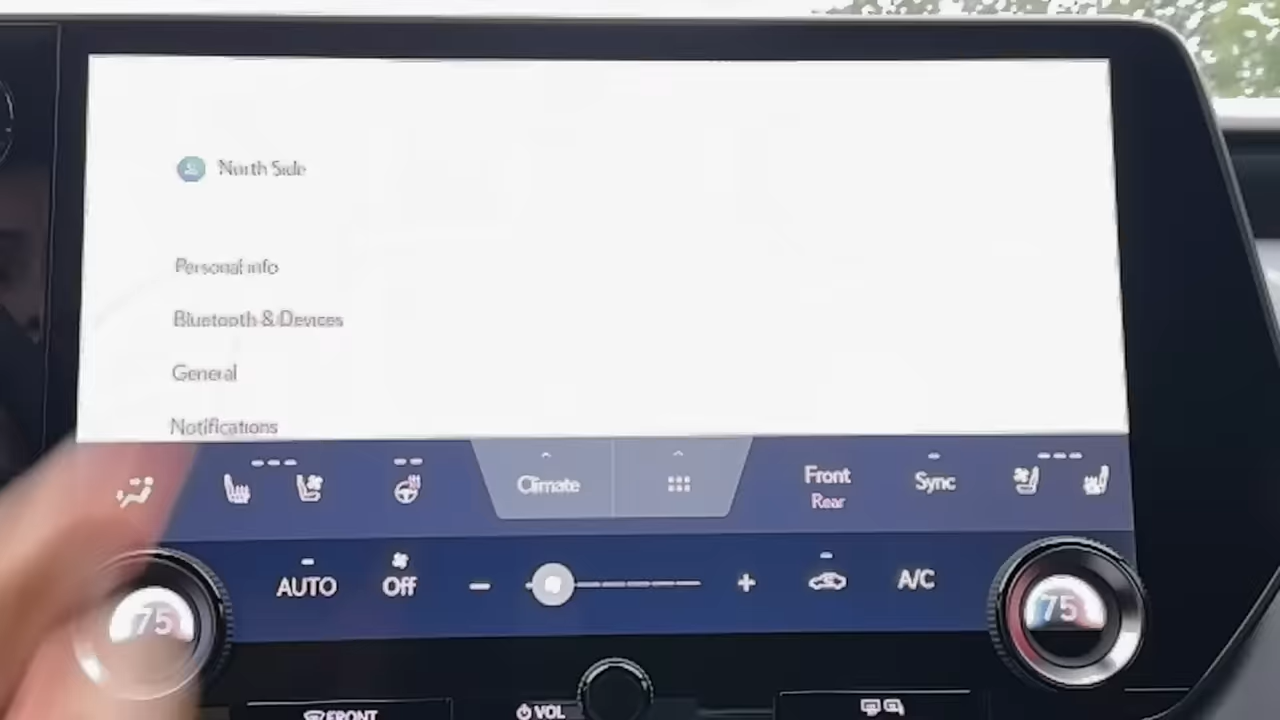 North Side
Personal info
Bluetooth & Devices
General
Notifications
Climate
Front
Rear
Sync
AUTO
Off
A/C
75
75
FRONT
VOL